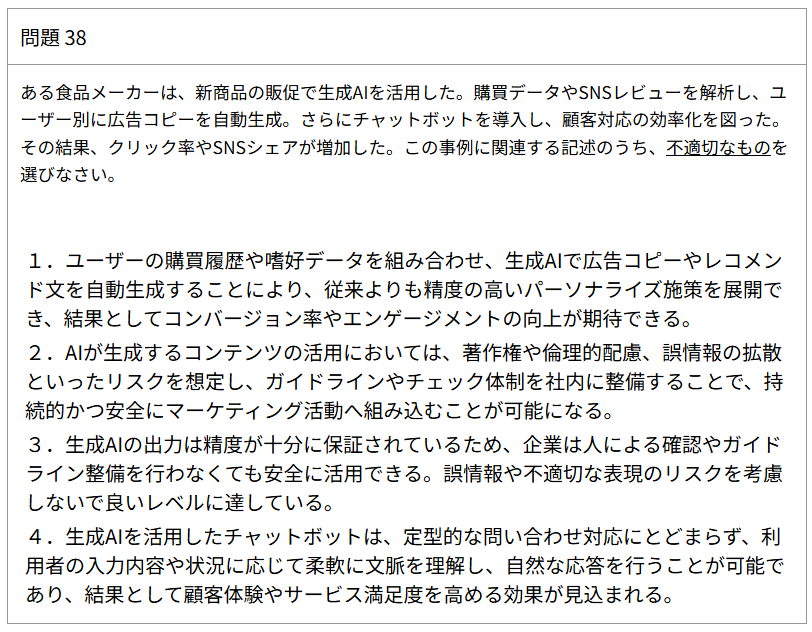 問題 38
ある食品メーカーは、新商品の販促で生成AIを活用した。購買データやSNSレビューを解析し、ユ
ーザー別に広告コピーを自動生成。さらにチャットボットを導入し、顧客対応の効率化を図った。
その結果、クリック率やSNSシェアが増加した。この事例に関連する記述のうち、不適切なものを
選びなさい。
１．ユーザーの購買履歴や嗜好データを組み合わせ、生成AIで広告コピーやレコメン
ド文を自動生成することにより、従来よりも精度の高いパーソナライズ施策を展開で
き、結果としてコンバージョン率やエンゲージメントの向上が期待できる。
２．AIが生成するコンテンツの活用においては、著作権や倫理的配慮、誤情報の拡散
といったリスクを想定し、ガイドラインやチェック体制を社内に整備することで、持
続的かつ安全にマーケティング活動へ組み込むことが可能になる。
３．生成AIの出力は精度が十分に保証されているため、企業は人による確認やガイド
ライン整備を行わなくても安全に活用できる。誤情報や不適切な表現のリスクを考慮
しないで良いレベルに達している。
４．生成AIを活用したチャットボットは、定型的な問い合わせ対応にとどまらず、利
用者の入力内容や状況に応じて柔軟に文脈を理解し、自然な応答を行うことが可能で
あり、結果として顧客体験やサービス満足度を高める効果が見込まれる。